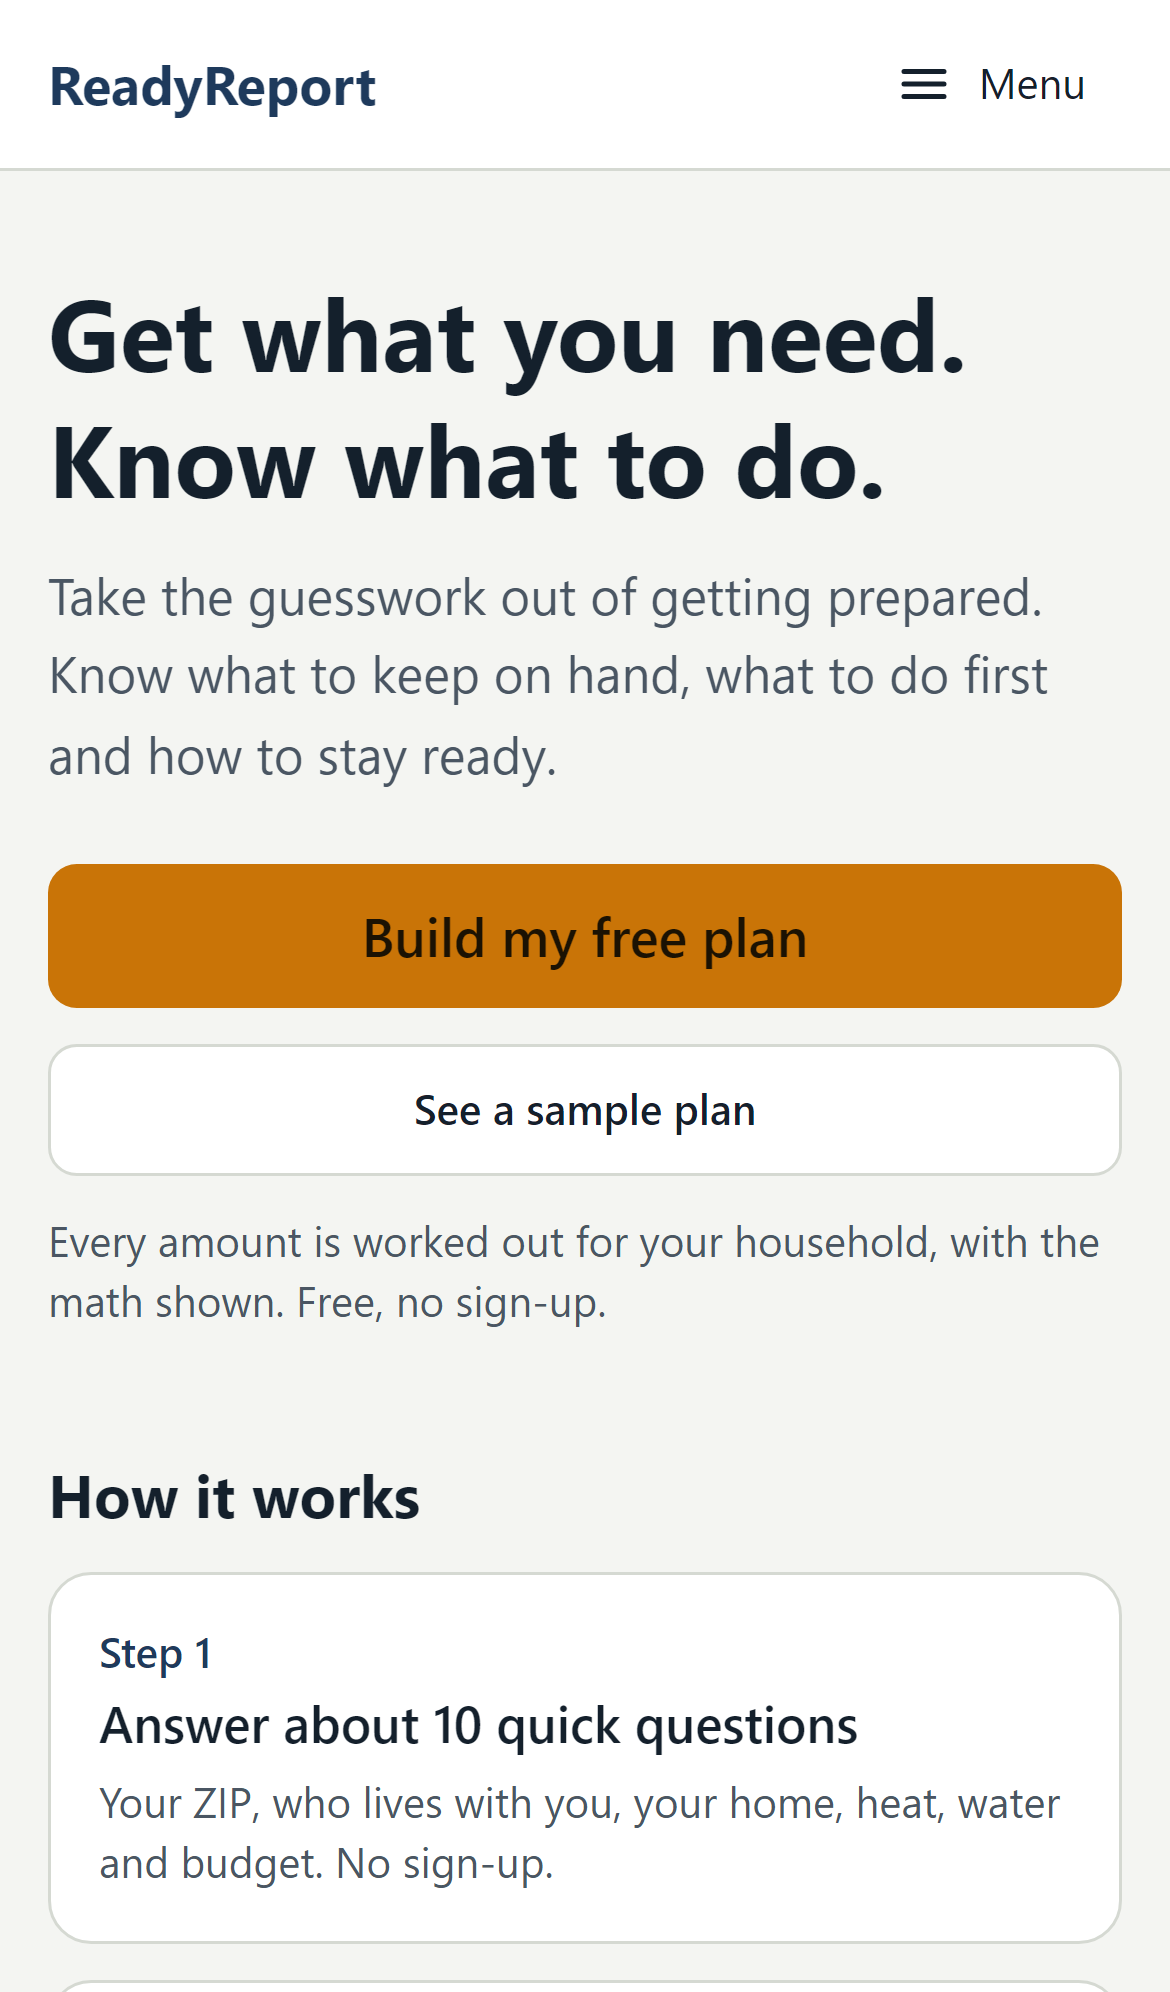 ReadyReport
Menu
Get what you need.
Know what to do.
Take the guesswork out of getting prepared.
Know what to keep on hand, what to do first
and how to stay ready.
Build my free plan
See a sample plan
Every amount is worked out for your household, with the
math shown. Free, no sign-up.
How it works
Step 1
Answer about 10 quick questions
Your ZIP, who lives with you, your home, heat, water
and budget. No sign-up.